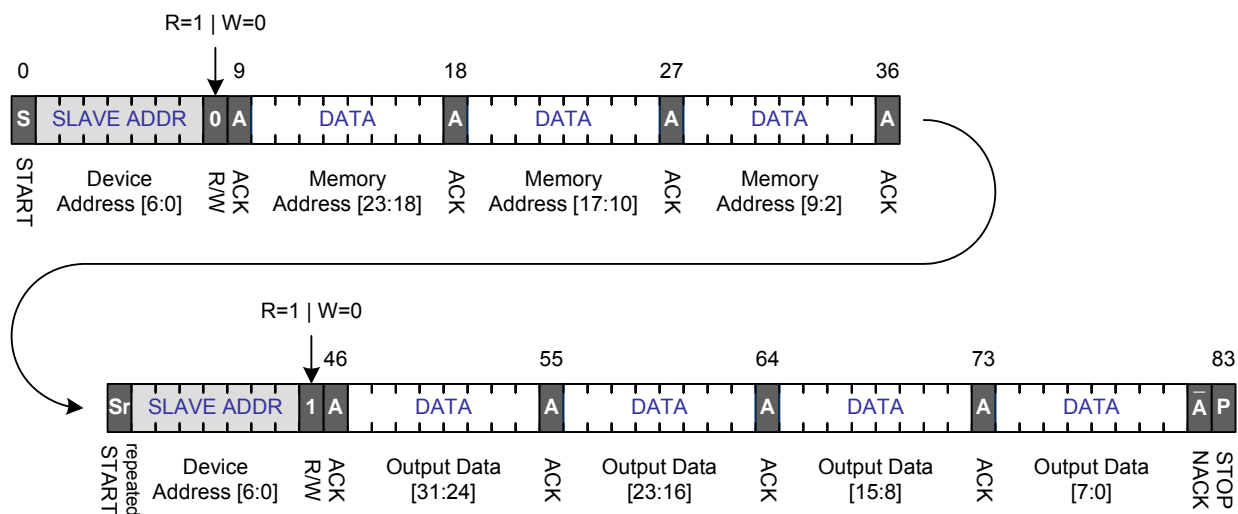 R=1 | W=0
0 9 18 27 36
S SLAVE ADDR 0 A DATA A DATA A DATA A
START
Device
Address [6:0]
R/W
ACK
Memory
Address [23:18]
ACK
Memory
Address [17:10]
ACK
Memory
Address [9:2]
ACK
R=1 | W=0
46 55 64 73 83
Sr SLAVE ADDR 1 A DATA A DATA A DATA A DATA A̅ P
repeated
START
Device
Address [6:0]
R/W
ACK
Output Data
[31:24]
ACK
Output Data
[23:16]
ACK
Output Data
[15:8]
ACK
Output Data
[7:0]
NACK
STOP